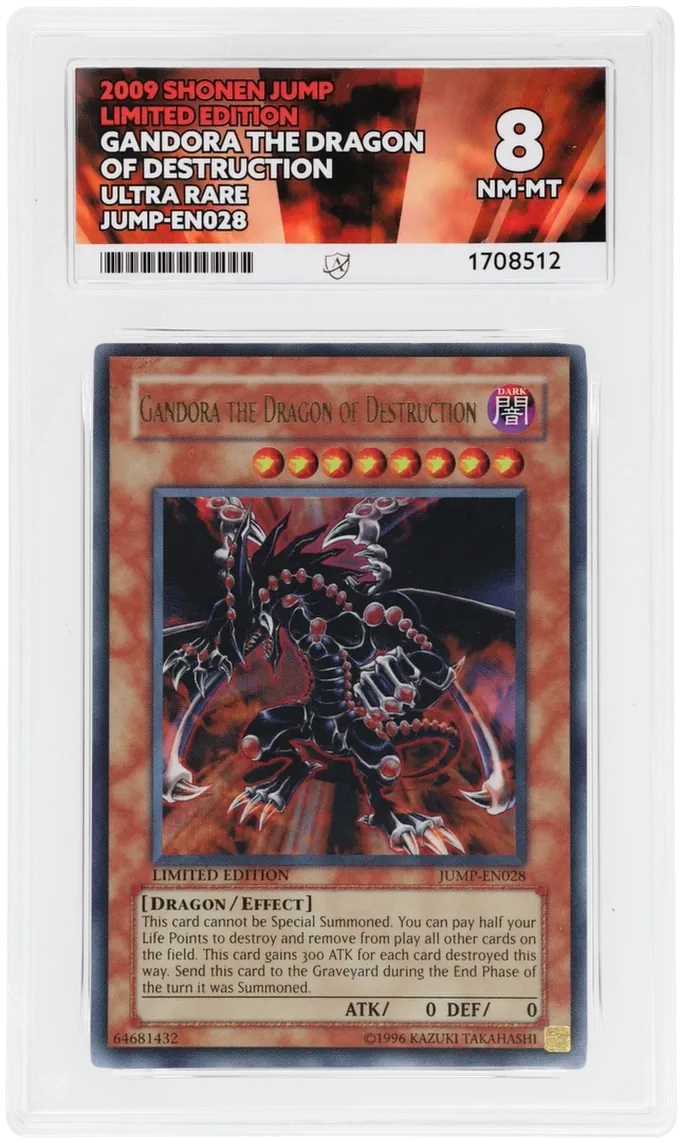 2009 SHONEN JUMP
LIMITED EDITION
GANDORA THE DRAGON
OF DESTRUCTION
ULTRA RARE
JUMP-EN028
8
NM-MT
A
1708512
GANDORA THE DRAGON OF DESTRUCTION
DARK
闇
LIMITED EDITION
JUMP-EN028
[DRAGON/EFFECT]
This card cannot be Special Summoned. You can pay half your
Life Points to destroy and remove from play all other cards on
the field. This card gains 300 ATK for each card destroyed this
way. Send this card to the Graveyard during the End Phase of
the turn it was Summoned.
ATK/ 0 DEF/ 0
64681432
©1996 KAZUKI TAKAHASHI